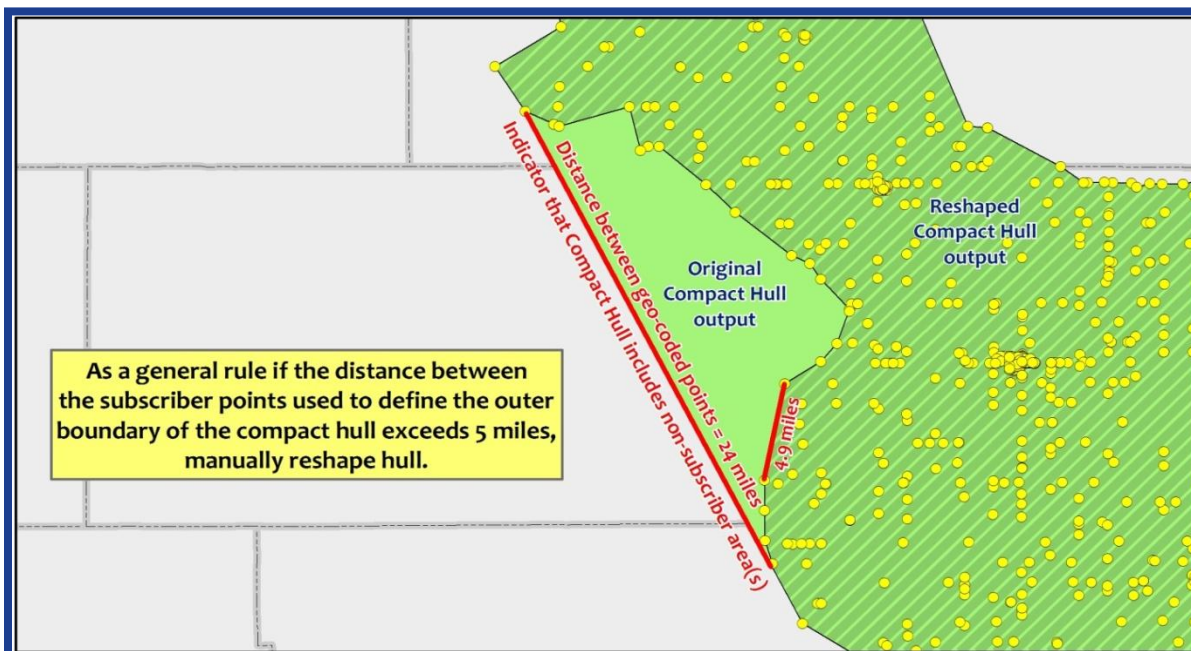 Distance between geo-coded points = 24 miles
Indicator that Compact Hull includes non-subscriber area(s)
Reshaped
Compact Hull
output
Original
Compact Hull
output
4.9 miles
As a general rule if the distance between
the subscriber points used to define the outer
boundary of the compact hull exceeds 5 miles,
manually reshape hull.